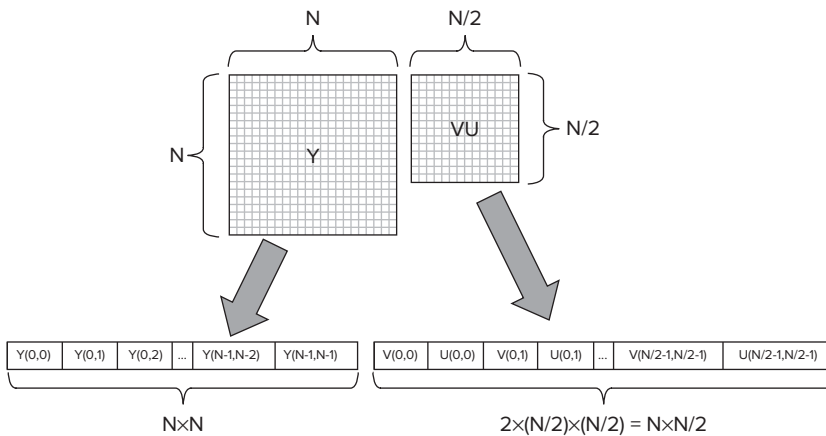 N
N/2
N
Y
VU
N/2
Y(0,0) Y(0,1) Y(0,2) ... Y(N-1,N-2) Y(N-1,N-1)
V(0,0) U(0,0) V(0,1) U(0,1) ... V(N/2-1,N/2-1) U(N/2-1,N/2-1)
N×N
2×(N/2)×(N/2) = N×N/2